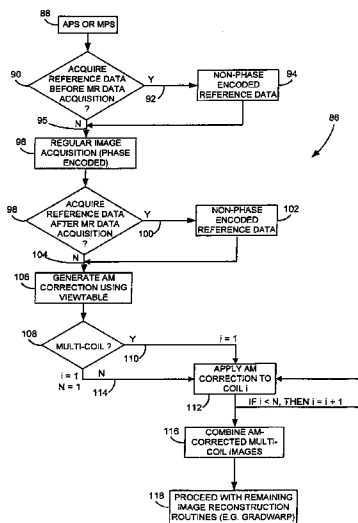 88
APS OR MPS
90
ACQUIRE
REFERENCE DATA
BEFORE MR DATA
ACQUISITION
?
Y
92
NON-PHASE
ENCODED
REFERENCE
DATA
94
86
95
N
96
REGULAR IMAGE
ACQUISITION (PHASE
ENCODED)
98
ACQUIRE
REFERENCE DATA
AFTER MR DATA
ACQUISITION
?
Y
100
NON-PHASE
ENCODED
REFERENCE DATA
102
104
N
106
GENERATE AM
CORRECTION USING
VIEWTABLE
108
MULTI-COIL ?
Y
110
i = 1
i = 1
N = 1
N
114
APPLY AM
CORRECTION TO
COIL i
112
IF i < N, THEN i = i + 1
116
COMBINE AM-
CORRECTED MULTI-
COIL IMAGES
118
PROCEED WITH REMAINING
IMAGE RECONSTRUCTION
ROUTINES (E.G. GRADWARP)